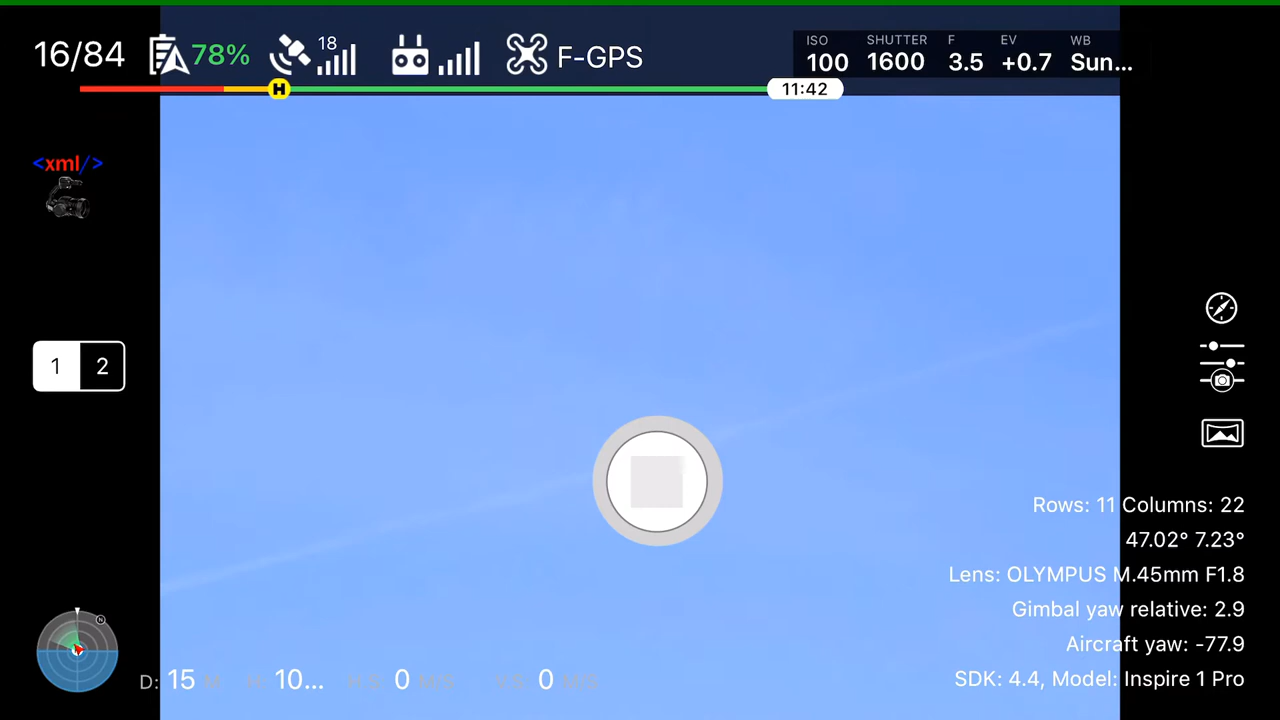 16/84 78% 18 F-GPS
ISO 100 SHUTTER 1600 F 3.5 EV +0.7 WB Sun...
H 11:42
<xml/>
1 2
Rows: 11 Columns: 22
47.02° 7.23°
Lens: OLYMPUS M.45mm F1.8
Gimbal yaw relative: 2.9
Aircraft yaw: -77.9
SDK: 4.4, Model: Inspire 1 Pro
N
D: 15 M H: 10... H.S: 0 M/S V.S: 0 M/S